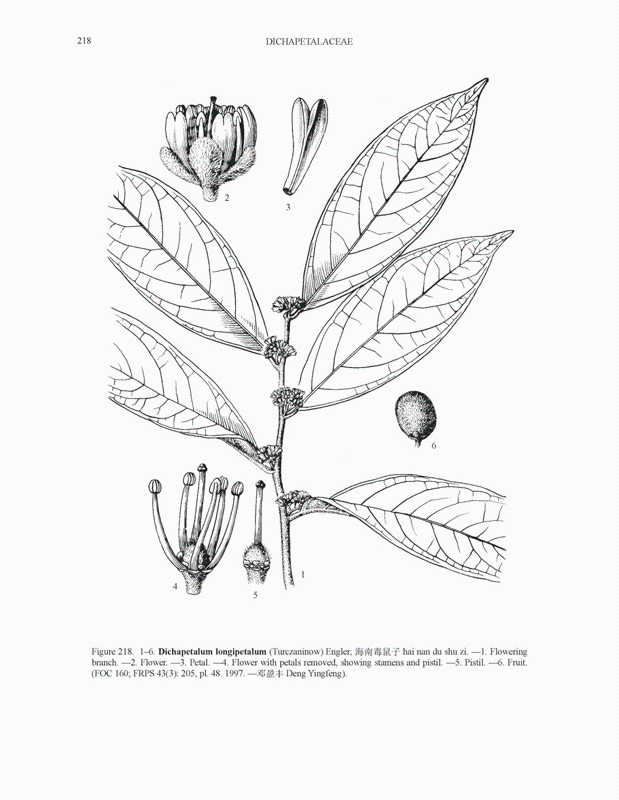 218
DICHAPETALACEAE
2
3
6
4
5
1
Figure 218. 1–6. Dichapetalum longipetalum (Turczaninow) Engler, 海南毒鼠子 hai nan du shu zi. —1. Flowering
branch. —2. Flower. —3. Petal. —4. Flower with petals removed, showing stamens and pistil. —5. Pistil. —6. Fruit.
(FOC 160; FRPS 43(3): 205, pl. 48. 1997. —邓盈丰 Deng Yingfeng).